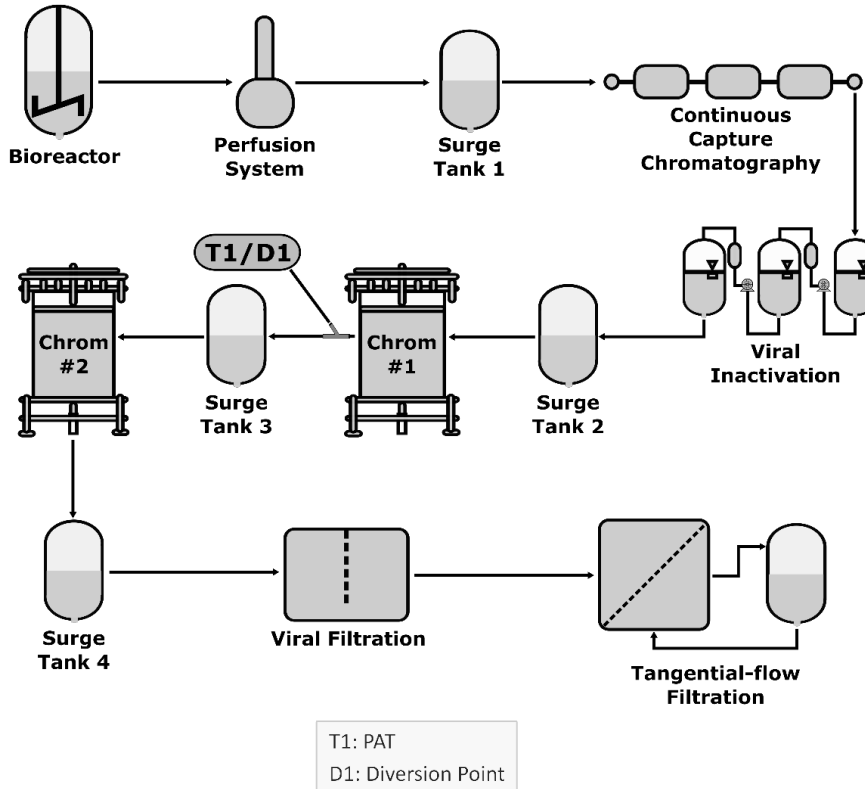 Bioreactor
Perfusion
System
Surge
Tank 1
Continuous
Capture
Chromatography
T1/D1
Chrom
#2
Surge
Tank 3
Chrom
#1
Surge
Tank 2
Viral
Inactivation
Surge
Tank 4
Viral Filtration
Tangential-flow
Filtration
T1: PAT
D1: Diversion Point